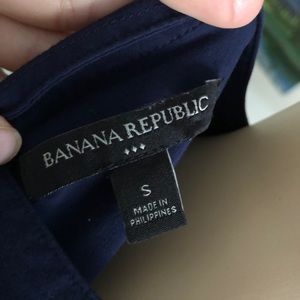 BANANA REPUBLIC
♦♦♦
S
MADE IN
PHILIPPINES